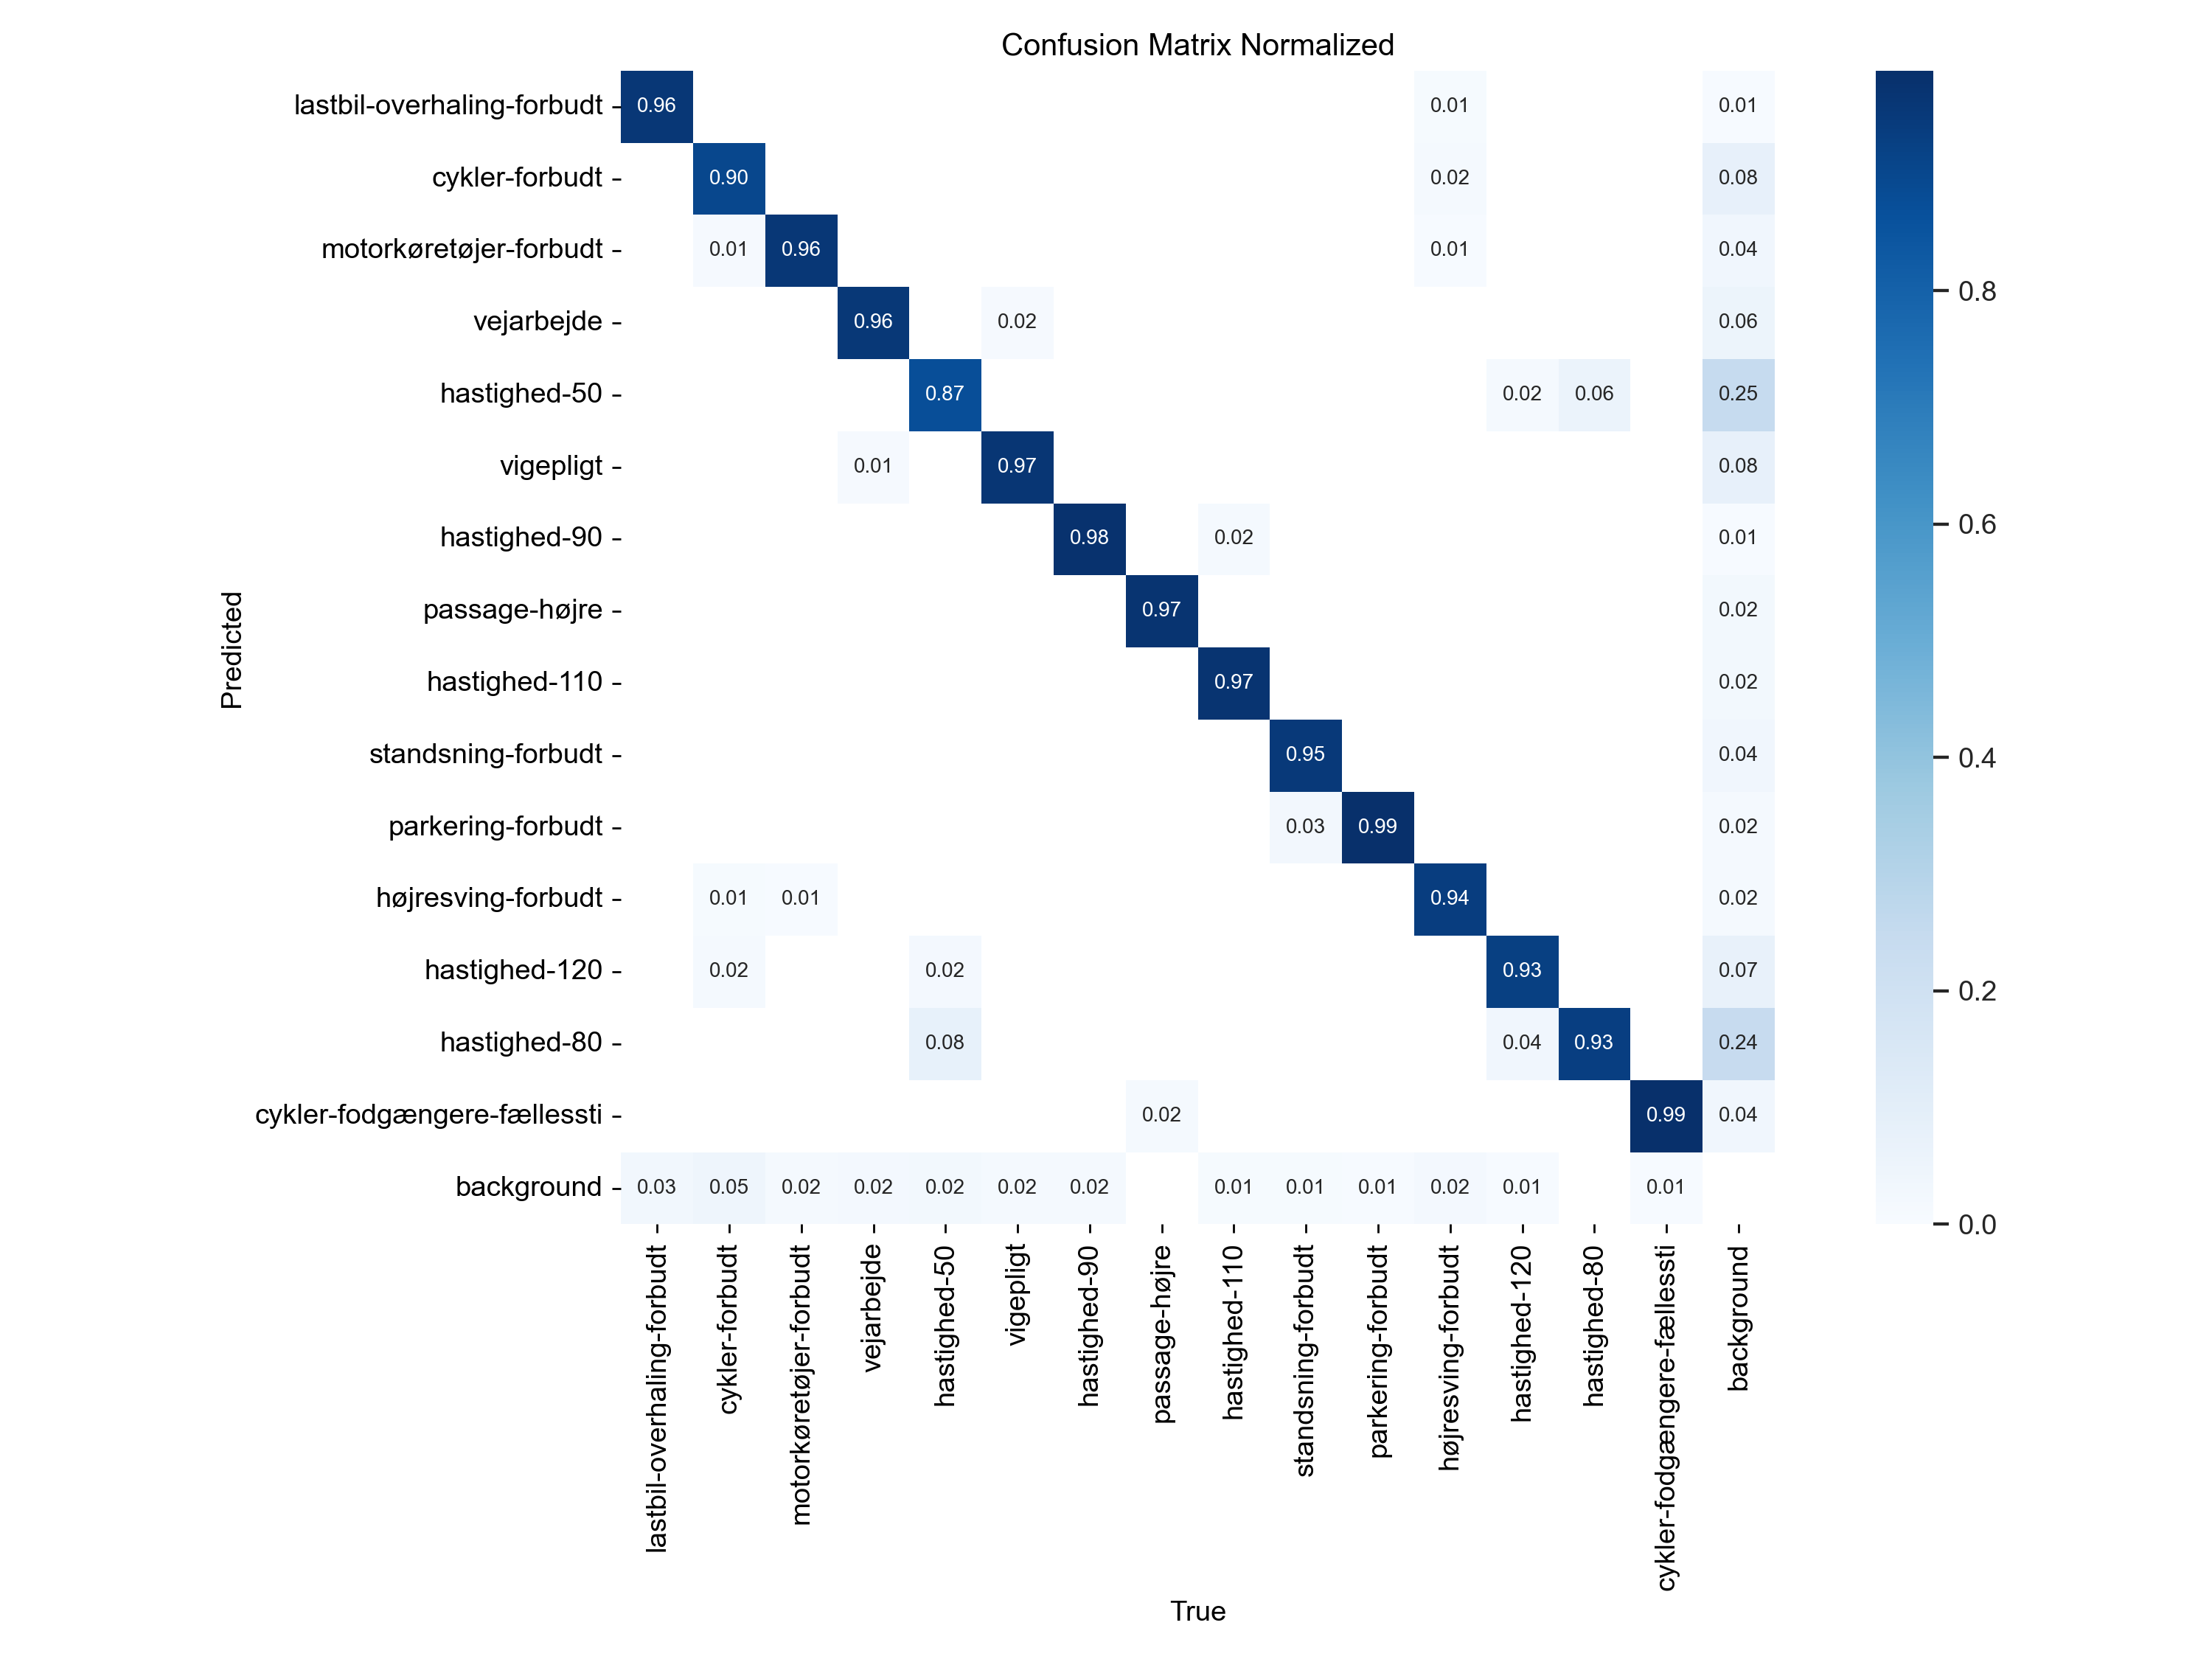 Confusion Matrix Normalized
lastbil-overhaling-forbudt 0.96 0.01 0.01
cykler-forbudt 0.90 0.02 0.08
motorkøretøjer-forbudt 0.01 0.96 0.01 0.04
vejarbejde 0.96 0.02 0.06
hastighed-50 0.87 0.02 0.06 0.25
vigepligt 0.01 0.97 0.08
hastighed-90 0.98 0.02 0.01
passage-højre 0.97 0.02
hastighed-110 0.97 0.02
standsning-forbudt 0.95 0.04
parkering-forbudt 0.03 0.99 0.02
højresving-forbudt 0.01 0.01 0.94 0.02
hastighed-120 0.02 0.02 0.93 0.07
hastighed-80 0.08 0.04 0.93 0.24
cykler-fodgængere-fællessti 0.02 0.99 0.04
background 0.03 0.05 0.02 0.02 0.02 0.02 0.02 0.01 0.01 0.01 0.02 0.01 0.01
Predicted
lastbil-overhaling-forbudt
cykler-forbudt
motorkøretøjer-forbudt
vejarbejde
hastighed-50
vigepligt
hastighed-90
passage-højre
hastighed-110
standsning-forbudt
parkering-forbudt
højresving-forbudt
hastighed-120
hastighed-80
cykler-fodgængere-fællessti
background
True
0.8
0.6
0.4
0.2
0.0